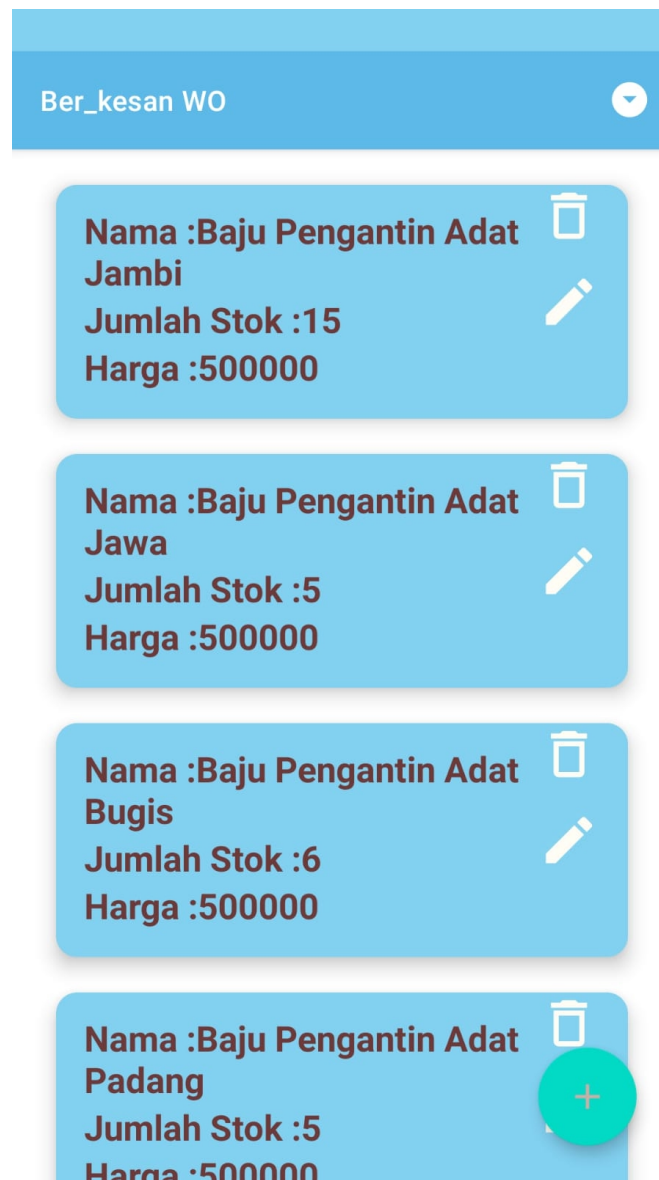 Ber_kesan WO
Nama :Baju Pengantin Adat
Jambi
Jumlah Stok :15
Harga :500000
Nama :Baju Pengantin Adat
Jawa
Jumlah Stok :5
Harga :500000
Nama :Baju Pengantin Adat
Bugis
Jumlah Stok :6
Harga :500000
Nama :Baju Pengantin Adat
Padang
Jumlah Stok :5
Harga :500000